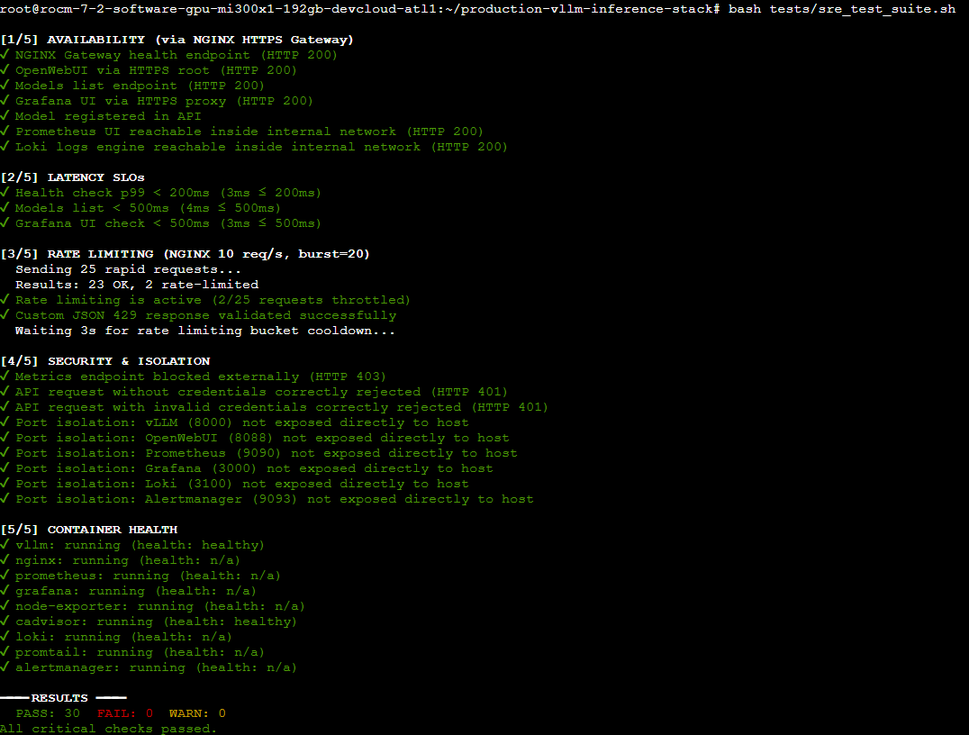 root@rocm-7-2-software-gpu-mi300x1-192gb-devcloud-atl1:~/production-vllm-inference-stack# bash tests/sre_test_suite.sh
[1/5] AVAILABILITY (via NGINX HTTPS Gateway)
✓ NGINX Gateway health endpoint (HTTP 200)
✓ OpenWebUI via HTTPS root (HTTP 200)
✓ Models list endpoint (HTTP 200)
✓ Grafana UI via HTTPS proxy (HTTP 200)
✓ Model registered in API
✓ Prometheus UI reachable inside internal network (HTTP 200)
✓ Loki logs engine reachable inside internal network (HTTP 200)
[2/5] LATENCY SLOs
✓ Health check p99 < 200ms (3ms ≤ 200ms)
✓ Models list < 500ms (4ms ≤ 500ms)
✓ Grafana UI check < 500ms (3ms ≤ 500ms)
[3/5] RATE LIMITING (NGINX 10 req/s, burst=20)
Sending 25 rapid requests...
Results: 23 OK, 2 rate-limited
✓ Rate limiting is active (2/25 requests throttled)
✓ Custom JSON 429 response validated successfully
Waiting 3s for rate limiting bucket cooldown...
[4/5] SECURITY & ISOLATION
✓ Metrics endpoint blocked externally (HTTP 403)
✓ API request without credentials correctly rejected (HTTP 401)
✓ API request with invalid credentials correctly rejected (HTTP 401)
✓ Port isolation: vLLM (8000) not exposed directly to host
✓ Port isolation: OpenWebUI (8088) not exposed directly to host
✓ Port isolation: Prometheus (9090) not exposed directly to host
✓ Port isolation: Grafana (3000) not exposed directly to host
✓ Port isolation: Loki (3100) not exposed directly to host
✓ Port isolation: Alertmanager (9093) not exposed directly to host
[5/5] CONTAINER HEALTH
✓ vllm: running (health: healthy)
✓ nginx: running (health: n/a)
✓ prometheus: running (health: n/a)
✓ grafana: running (health: n/a)
✓ node-exporter: running (health: n/a)
✓ cadvisor: running (health: healthy)
✓ loki: running (health: n/a)
✓ promtail: running (health: n/a)
✓ alertmanager: running (health: n/a)
━━━━RESULTS ━━━━
PASS: 30 FAIL: 0 WARN: 0
All critical checks passed.